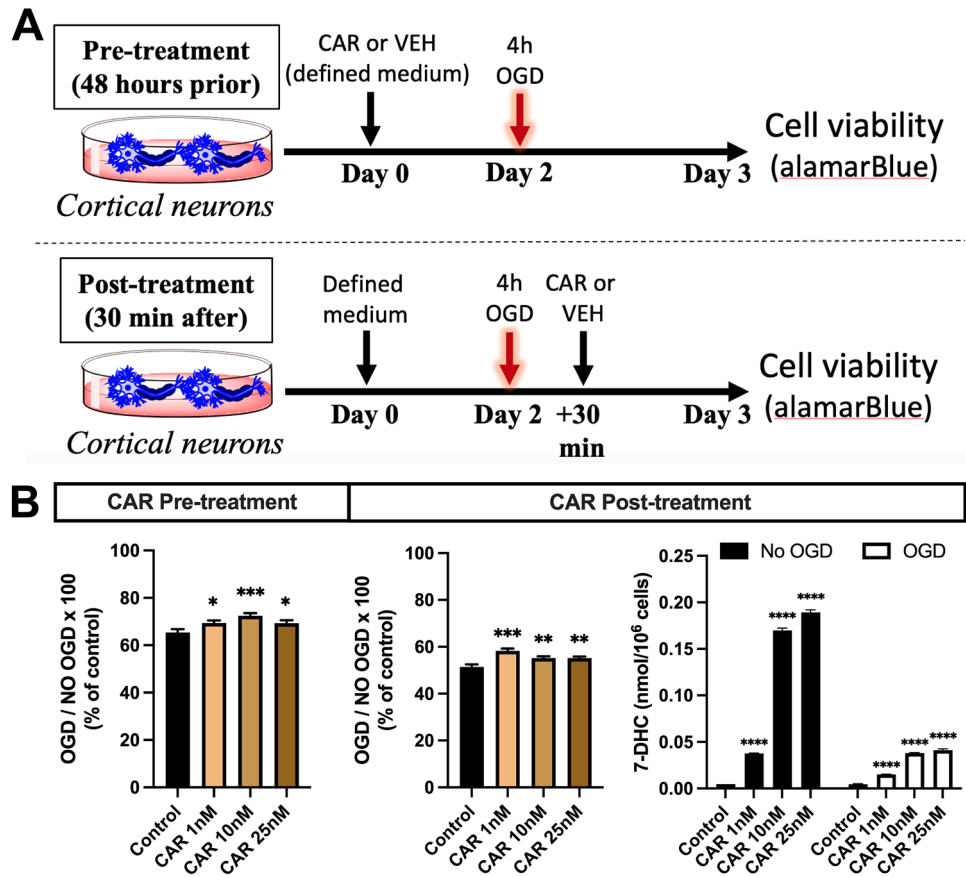 A
Pre-treatment
(48 hours prior)
CAR or VEH
(defined medium)
4h
OGD
Cell viability
(alamarBlue)
Day 0
Day 2
Day 3
Cortical neurons
Post-treatment
(30 min after)
Defined
medium
4h
OGD
CAR or
VEH
Cell viability
(alamarBlue)
Day 0
Day 2
+30
min
Day 3
Cortical neurons
B
CAR Pre-treatment
CAR Post-treatment
OGD / NO OGD x 100
(% of control)
100
80
60
40
20
0
*
***
*
Control
CAR 1nM
CAR 10nM
CAR 25nM
OGD / NO OGD x 100
(% of control)
100
80
60
40
20
0
***
**
**
Control
CAR 1nM
CAR 10nM
CAR 25nM
No OGD
OGD
7-DHC (nmol/10⁶ cells)
0.25
0.20
0.15
0.10
0.05
0.00
****
****
****
****
****
****
Control
CAR 1nM
CAR 10nM
CAR 25nM
Control
CAR 1nM
CAR 10nM
CAR 25nM